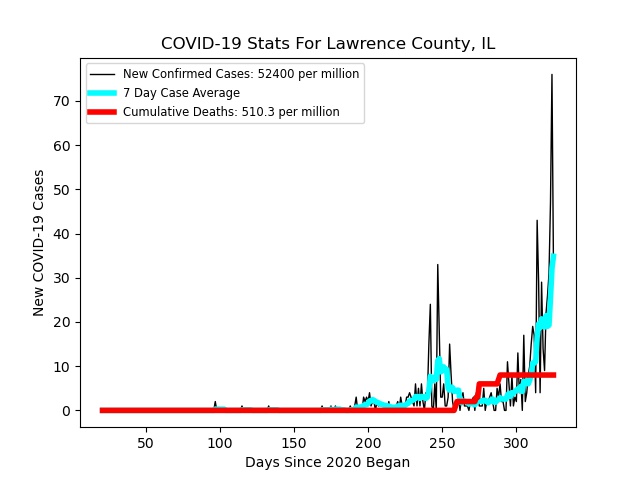 COVID-19 Stats For Lawrence County, IL
New Confirmed Cases: 52400 per million
7 Day Case Average
Cumulative Deaths: 510.3 per million
New COVID-19 Cases
70
60
50
40
30
20
10
0
50
100
150
200
250
300
Days Since 2020 Began